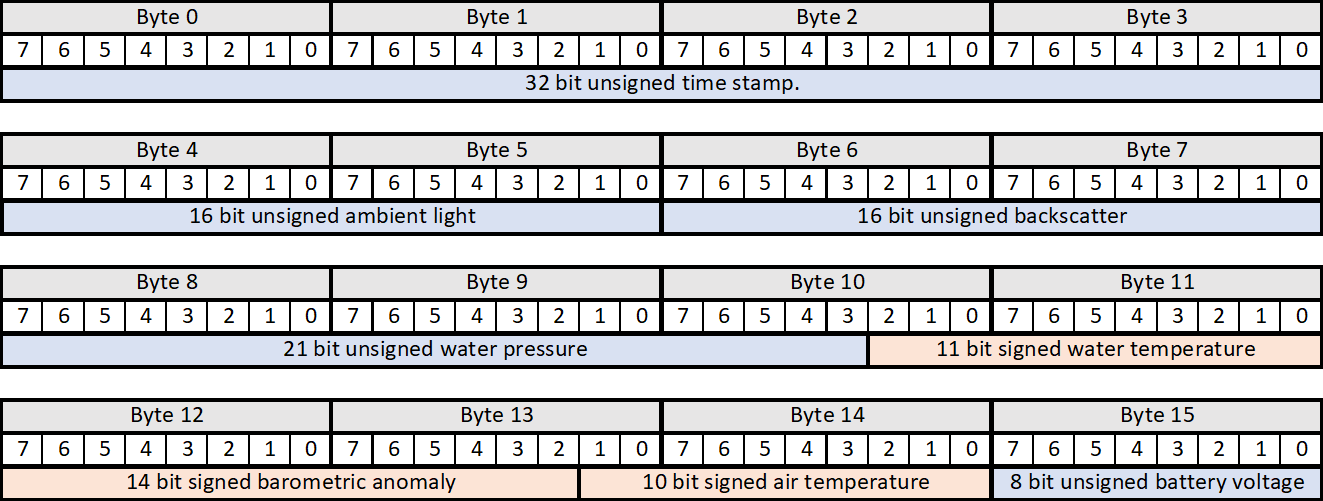 Byte 0 Byte 1 Byte 2 Byte 3
7 6 5 4 3 2 1 0 7 6 5 4 3 2 1 0 7 6 5 4 3 2 1 0 7 6 5 4 3 2 1 0
32 bit unsigned time stamp.
Byte 4 Byte 5 Byte 6 Byte 7
7 6 5 4 3 2 1 0 7 6 5 4 3 2 1 0 7 6 5 4 3 2 1 0 7 6 5 4 3 2 1 0
16 bit unsigned ambient light 16 bit unsigned backscatter
Byte 8 Byte 9 Byte 10 Byte 11
7 6 5 4 3 2 1 0 7 6 5 4 3 2 1 0 7 6 5 4 3 2 1 0 7 6 5 4 3 2 1 0
21 bit unsigned water pressure 11 bit signed water temperature
Byte 12 Byte 13 Byte 14 Byte 15
7 6 5 4 3 2 1 0 7 6 5 4 3 2 1 0 7 6 5 4 3 2 1 0 7 6 5 4 3 2 1 0
14 bit signed barometric anomaly 10 bit signed air temperature 8 bit unsigned battery voltage